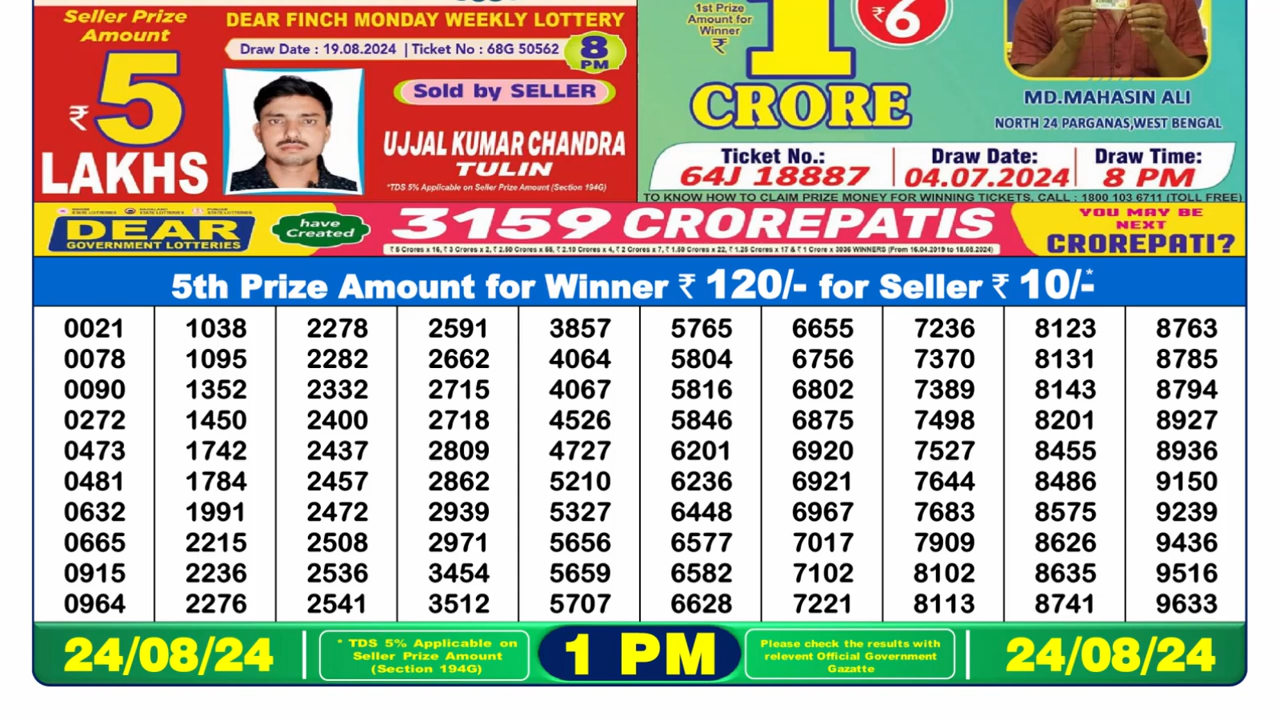 Seller Prize
Amount
₹5
LAKHS
DEAR FINCH MONDAY WEEKLY LOTTERY
Draw Date : 19.08.2024 | Ticket No : 68G 50562
8
PM
Sold by SELLER
UJJAL KUMAR CHANDRA
TULIN
*TDS 5% Applicable on Seller Prize Amount (Section 194G)
1st Prize
Amount for
Winner
₹
1
CRORE
₹6
MD.MAHASIN ALI
NORTH 24 PARGANAS,WEST BENGAL
Ticket No.: Draw Date: Draw Time:
64J 18887 04.07.2024 8 PM
TO KNOW HOW TO CLAIM PRIZE MONEY FOR WINNING TICKETS, CALL : 1800 103 6711 (TOLL FREE)
DEAR
GOVERNMENT LOTTERIES
have
Created
3159 CROREPATIS
YOU MAY BE
NEXT
CROREPATI?
5th Prize Amount for Winner ₹ 120/- for Seller ₹ 10/-*
0021 1038 2278 2591 3857 5765 6655 7236 8123 8763
0078 1095 2282 2662 4064 5804 6756 7370 8131 8785
0090 1352 2332 2715 4067 5816 6802 7389 8143 8794
0272 1450 2400 2718 4526 5846 6875 7498 8201 8927
0473 1742 2437 2809 4727 6201 6920 7527 8455 8936
0481 1784 2457 2862 5210 6236 6921 7644 8486 9150
0632 1991 2472 2939 5327 6448 6967 7683 8575 9239
0665 2215 2508 2971 5656 6577 7017 7909 8626 9436
0915 2236 2536 3454 5659 6582 7102 8102 8635 9516
0964 2276 2541 3512 5707 6628 7221 8113 8741 9633
24/08/24
* TDS 5% Applicable on
Seller Prize Amount
(Section 194G)
1 PM
Please check the results with
relevent Official Government
Gazatte
24/08/24